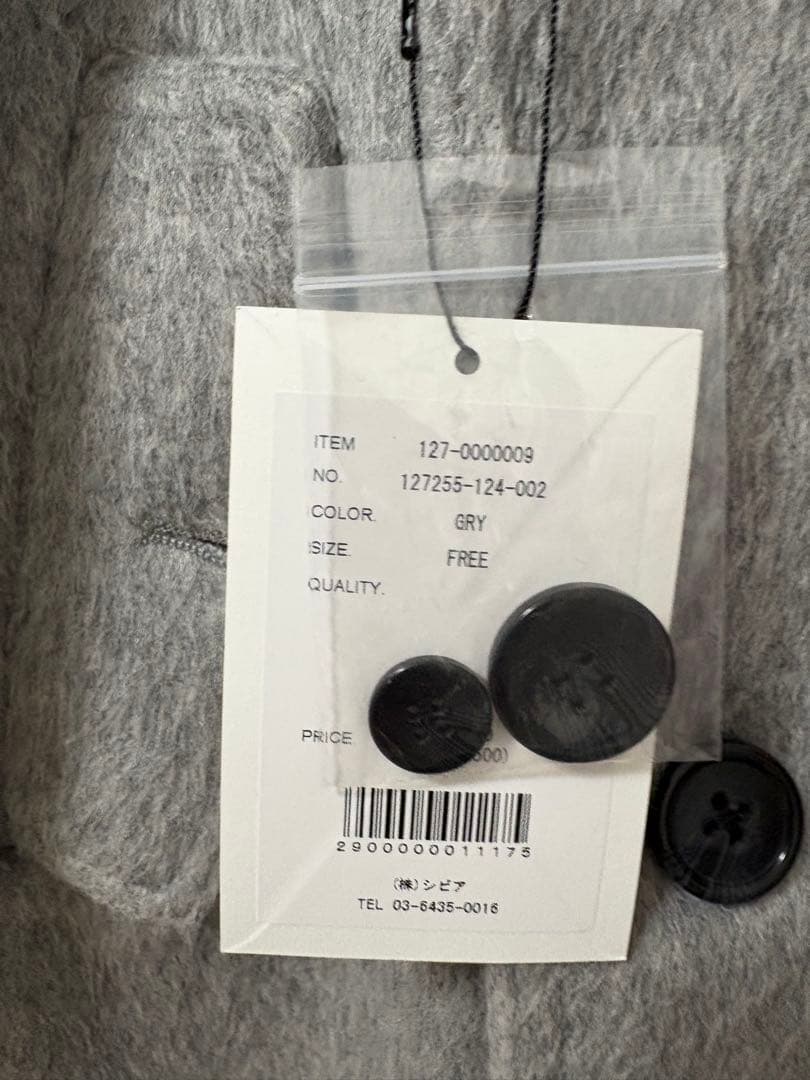 ITEM 127-0000009
NO. 127255-124-002
COLOR. GRY
SIZE. FREE
QUALITY.
PRICE
600)
2900000011175
(株)シビア
TEL 03-6435-0016